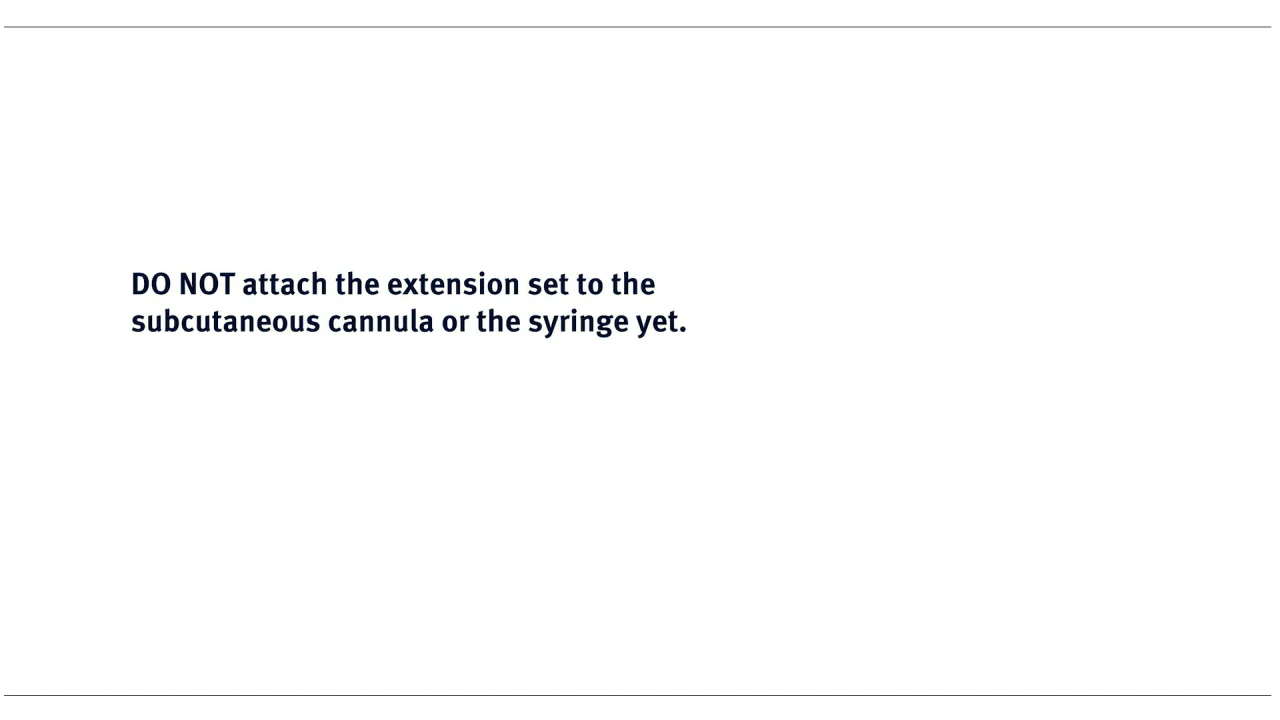 DO NOT attach the extension set to the
subcutaneous cannula or the syringe yet.